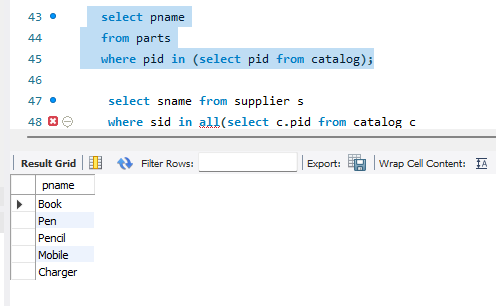 43 select pname
44 from parts
45 where pid in (select pid from catalog);
46
47 select sname from supplier s
48 where sid in all(select c.pid from catalog c
Result Grid Filter Rows: Export: Wrap Cell Content: IA
pname
Book
Pen
Pencil
Mobile
Charger